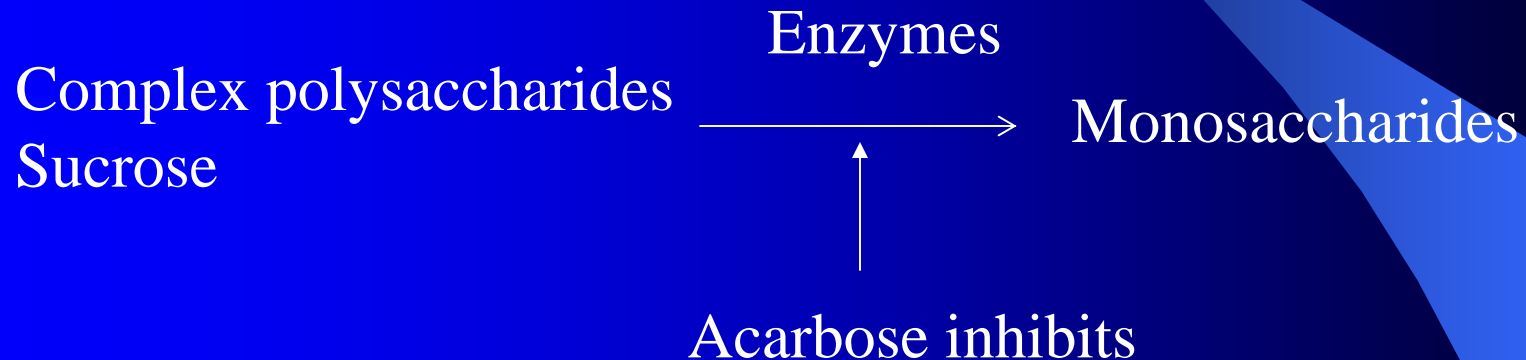 Enzymes
Complex polysaccharides
Sucrose
Monosaccharides
Acarbose inhibits